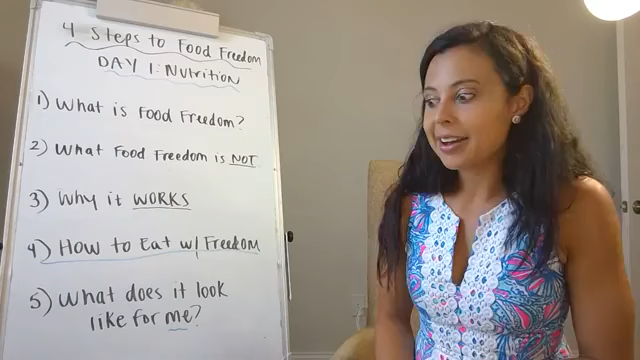 4 Steps to Food Freedom
DAY 1: Nutrition
1) What is Food Freedom?
2) What Food Freedom is NOT
3) Why it WORKS
4) How to Eat w/ Freedom
5) What does it look
like for me?